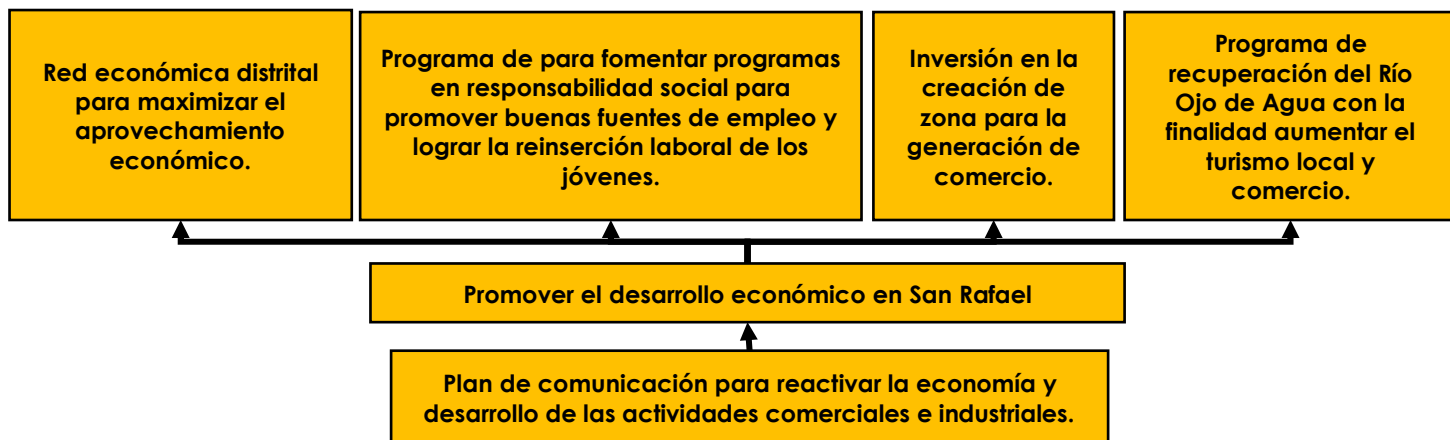 Red económica distrital
para maximizar el
aprovechamiento
económico.
Programa de para fomentar programas
en responsabilidad social para
promover buenas fuentes de empleo y
lograr la reinserción laboral de los
jóvenes.
Inversión en la
creación de
zona para la
generación de
comercio.
Programa de
recuperación del Río
Ojo de Agua con la
finalidad aumentar el
turismo local y
comercio.
Promover el desarrollo económico en San Rafael
Plan de comunicación para reactivar la economía y
desarrollo de las actividades comerciales e industriales.